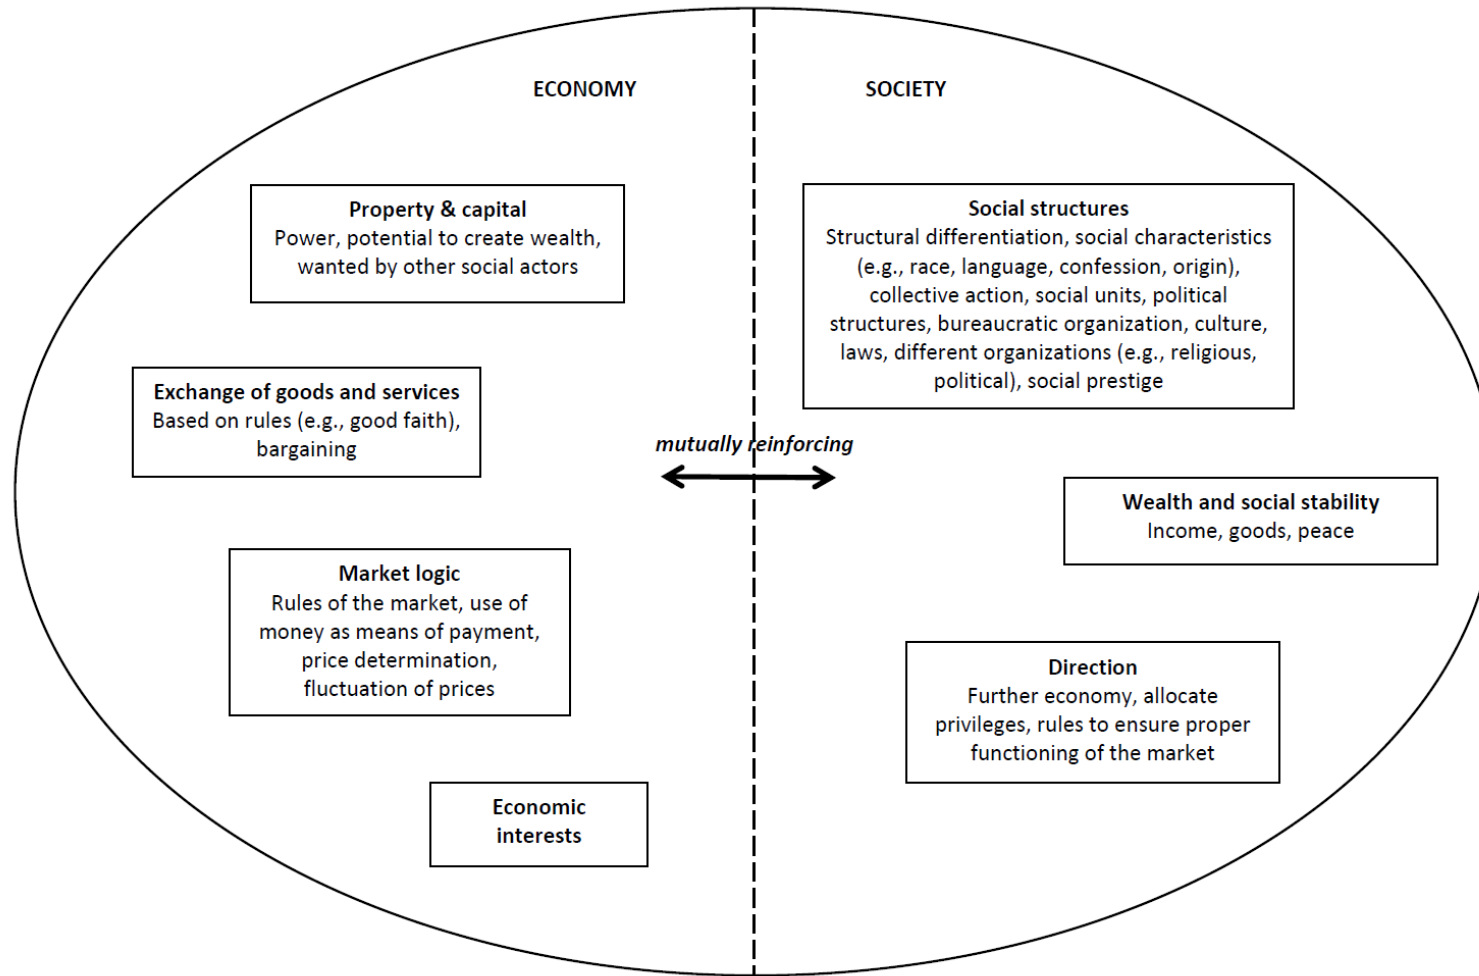 ECONOMY
Property & capital
Power, potential to create wealth,
wanted by other social actors
Exchange of goods and services
Based on rules (e.g., good faith),
bargaining
Market logic
Rules of the market, use of
money as means of payment,
price determination,
fluctuation of prices
Economic
interests
mutually reinforcing
SOCIETY
Social structures
Structural differentiation, social characteristics
(e.g., race, language, confession, origin),
collective action, social units, political
structures, bureaucratic organization, culture,
laws, different organizations (e.g., religious,
political), social prestige
Wealth and social stability
Income, goods, peace
Direction
Further economy, allocate
privileges, rules to ensure proper
functioning of the market